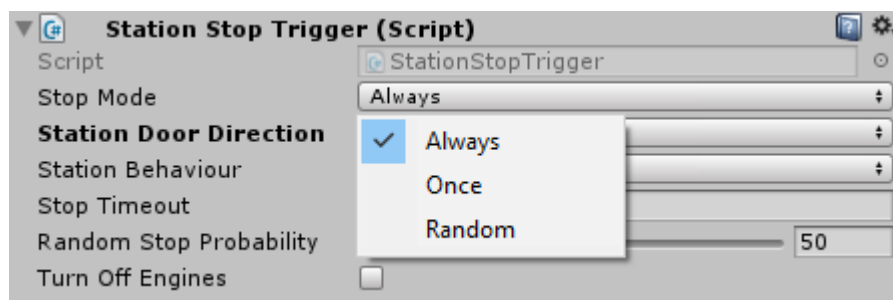 Station Stop Trigger (Script)
Script StationStopTrigger
Stop Mode Always
Station Door Direction
Always
Station Behaviour
Once
Stop Timeout
Random
Random Stop Probability 50
Turn Off Engines